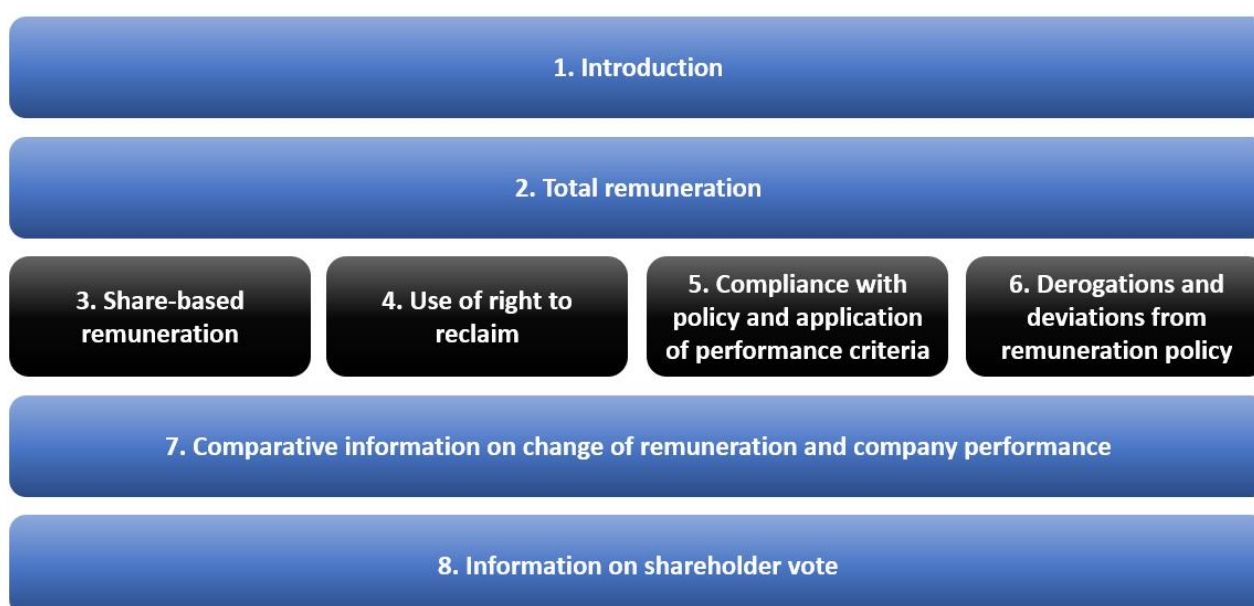 1. Introduction
2. Total remuneration
3. Share-based
remuneration
4. Use of right to
reclaim
5. Compliance with
policy and application
of performance criteria
6. Derogations and
deviations from
remuneration policy
7. Comparative information on change of remuneration and company performance
8. Information on shareholder vote